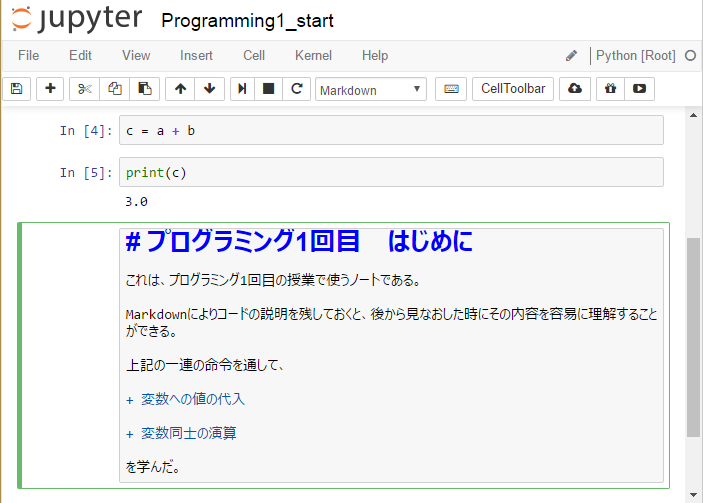 jupyter Programming1_start
File Edit View Insert Cell Kernel Help Python [Root]
Markdown CellToolbar
In [4]: c = a + b
In [5]: print(c)
3.0
# プログラミング1回目　はじめに
これは、プログラミング1回目の授業で使うノートである。
Markdownによりコードの説明を残しておくと、後から見なおした時にその内容を容易に理解すること
ができる。
上記の一連の命令を通して、
+ 変数への値の代入
+ 変数同士の演算
を学んだ。